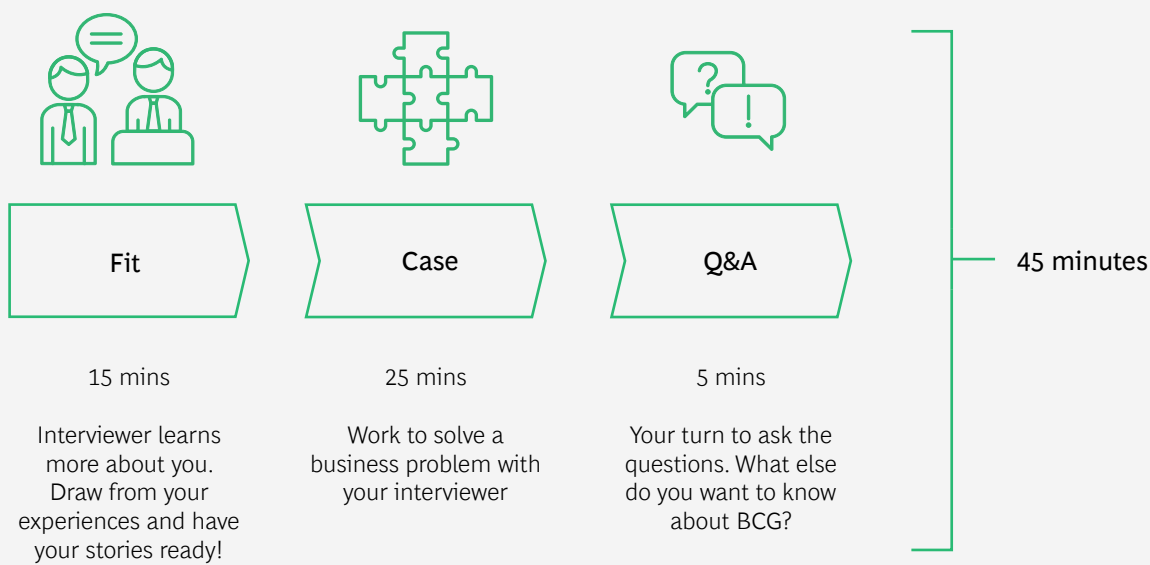 Fit
Case
Q&A
45 minutes
15 mins
25 mins
5 mins
Interviewer learns
more about you.
Draw from your
experiences and have
your stories ready!
Work to solve a
business problem with
your interviewer
Your turn to ask the
questions. What else
do you want to know
about BCG?